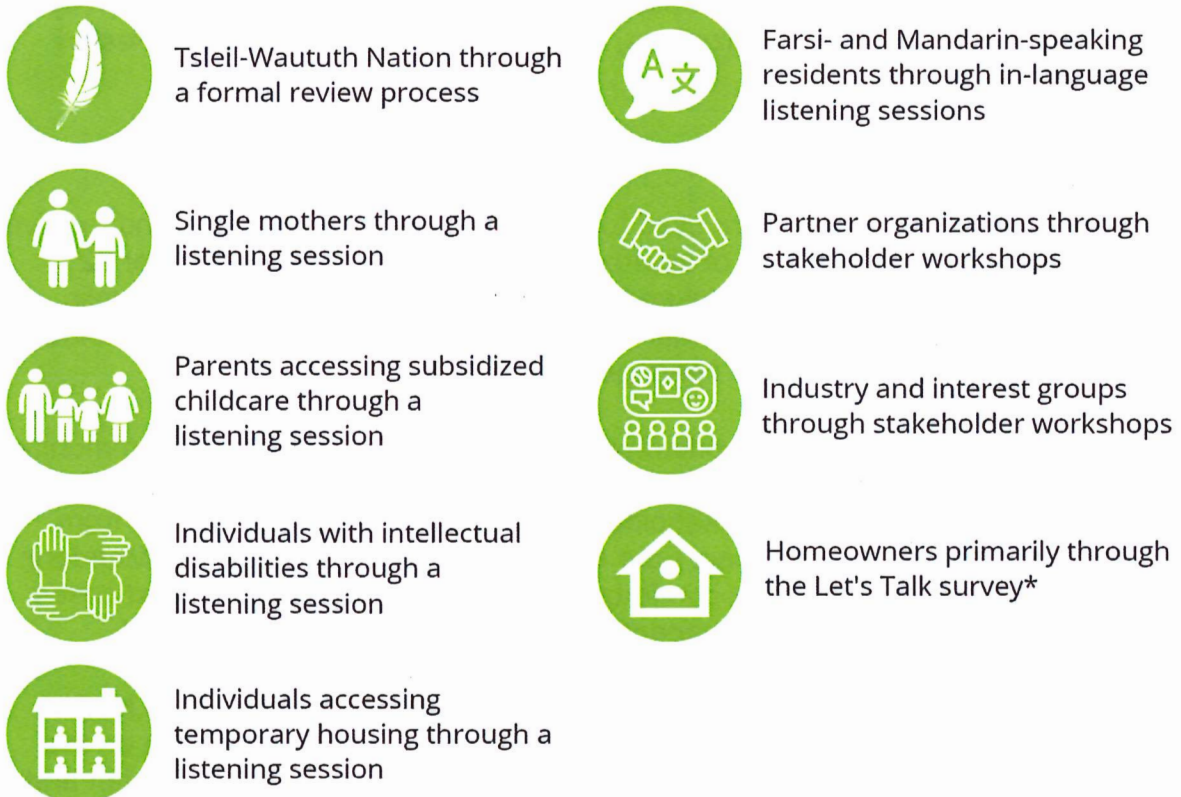 Tsleil-Waututh Nation through
a formal review process
Single mothers through a
listening session
Parents accessing subsidized
childcare through a
listening session
Individuals with intellectual
disabilities through a
listening session
Individuals accessing
temporary housing through a
listening session
A 文
Farsi- and Mandarin-speaking
residents through in-language
listening sessions
Partner organizations through
stakeholder workshops
Industry and interest groups
through stakeholder workshops
Homeowners primarily through
the Let's Talk survey*